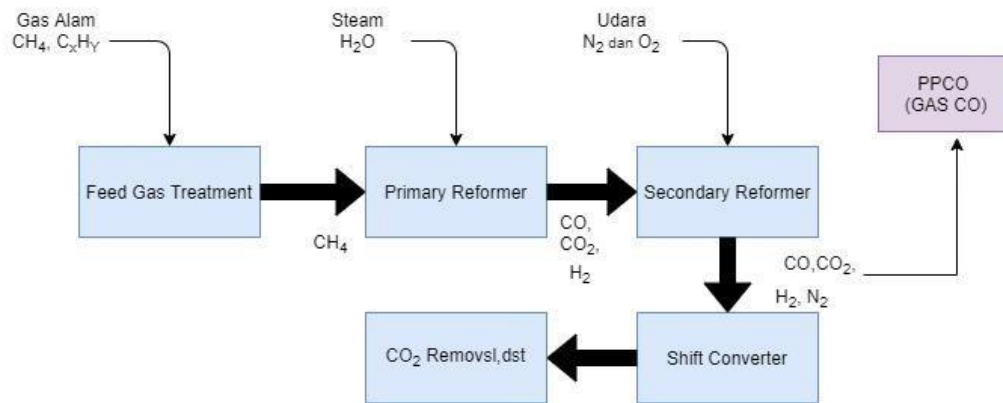 Gas Alam
CH₄, CₓHᵧ
Steam
H₂O
Udara
N₂ dan O₂
PPCO
(GAS CO)
Feed Gas Treatment
Primary Reformer
Secondary Reformer
CH₄
CO,
CO₂,
H₂
CO,CO₂,
H₂, N₂
CO₂ Removsl,dst
Shift Converter